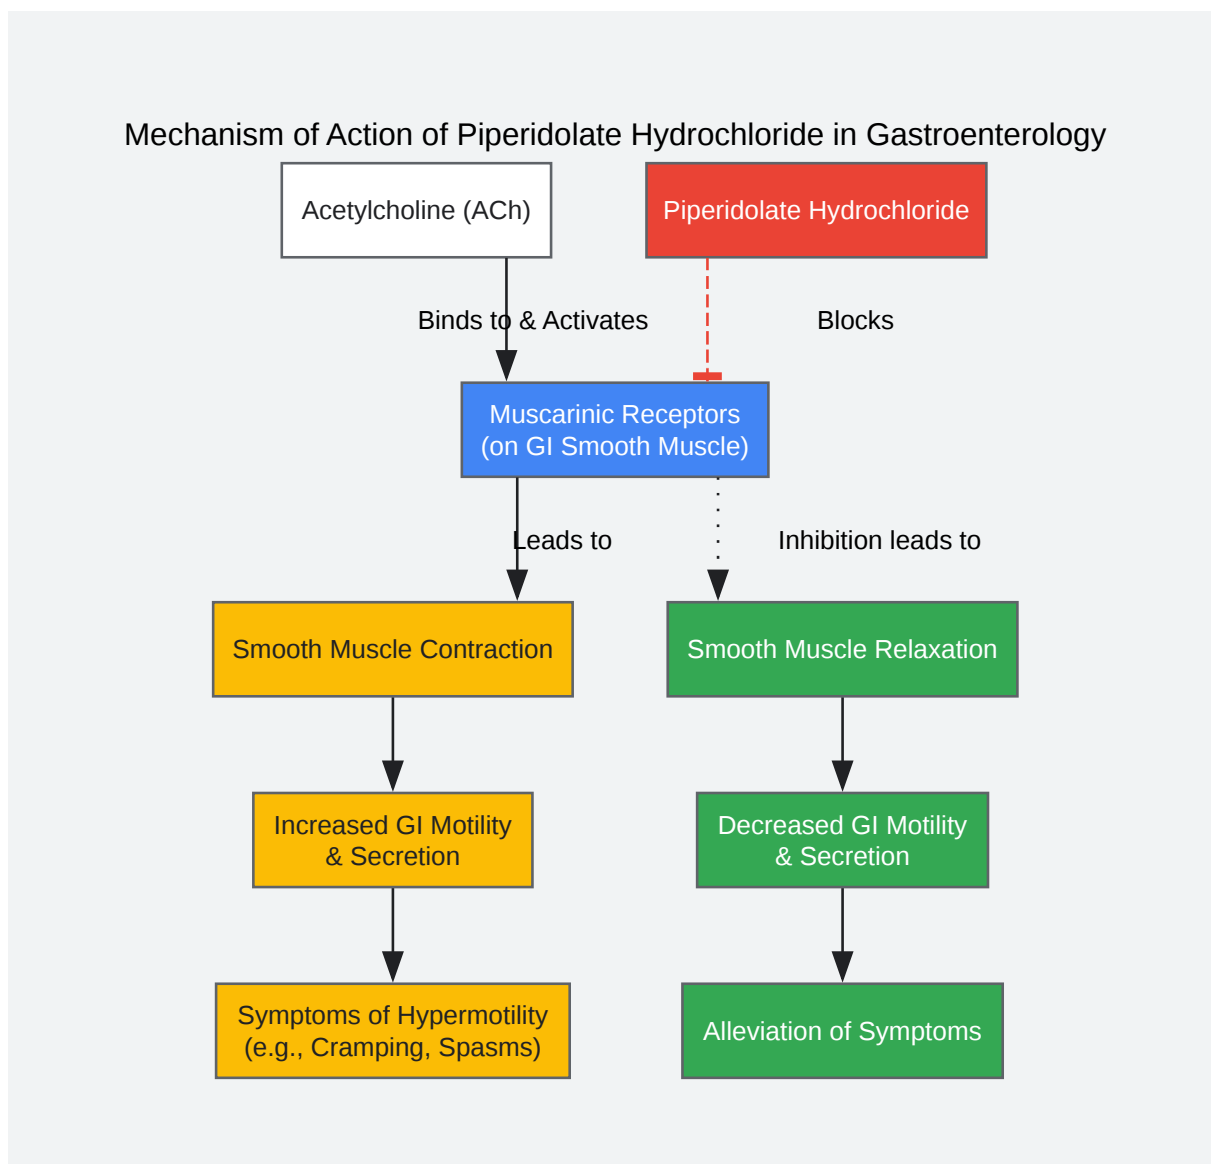 Mechanism of Action of Piperidolate Hydrochloride in Gastroenterology
Acetylcholine (ACh)
Piperidolate Hydrochloride
Binds to & Activates
Blocks
Muscarinic Receptors
(on GI Smooth Muscle)
Leads to
Inhibition leads to
Smooth Muscle Contraction
Smooth Muscle Relaxation
Increased GI Motility
& Secretion
Decreased GI Motility
& Secretion
Symptoms of Hypermotility
(e.g., Cramping, Spasms)
Alleviation of Symptoms